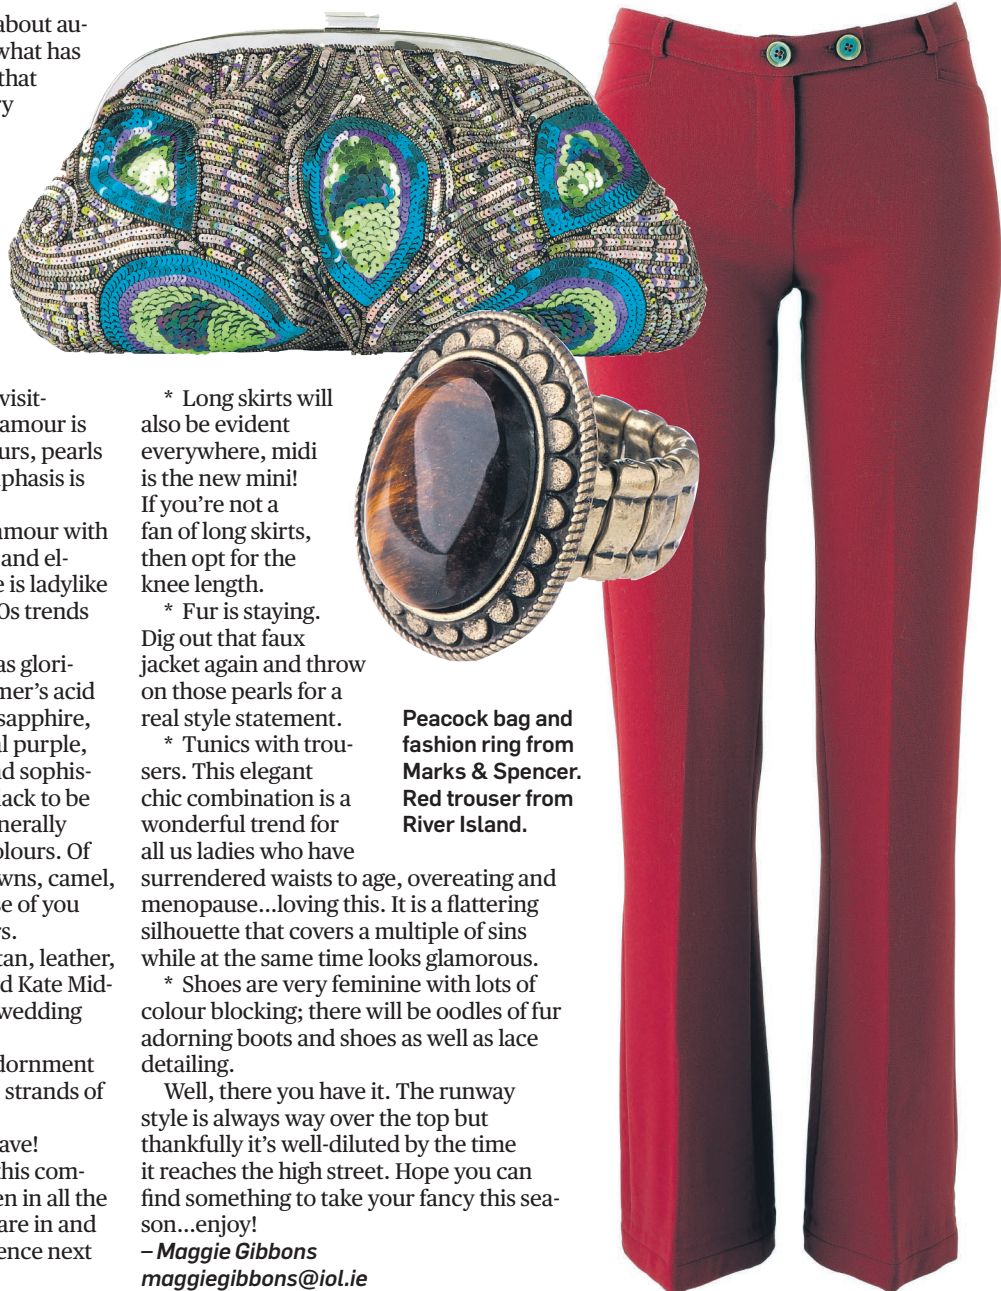 about au-
what has
that
ry
visit-
amour is
urs, pearls
phasis is
amour with
and el-
e is ladylike
0s trends
as glori-
mer's acid
sapphire,
al purple,
nd sophis-
lack to be
nerally
olours. Of
wns, camel,
se of you
rs.
tan, leather,
d Kate Mid-
wedding
dornment
strands of
ave!
this com-
en in all the
are in and
ence next
* Long skirts will
also be evident
everywhere, midi
is the new mini!
If you're not a
fan of long skirts,
then opt for the
knee length.
* Fur is staying.
Dig out that faux
jacket again and throw
on those pearls for a
real style statement.
* Tunics with trou-
sers. This elegant
chic combination is a
wonderful trend for
all us ladies who have
surrendered waists to age, overeating and
menopause...loving this. It is a flattering
silhouette that covers a multiple of sins
while at the same time looks glamorous.
* Shoes are very feminine with lots of
colour blocking; there will be oodles of fur
adorning boots and shoes as well as lace
detailing.
Well, there you have it. The runway
style is always way over the top but
thankfully it's well-diluted by the time
it reaches the high street. Hope you can
find something to take your fancy this sea-
son...enjoy!
– Maggie Gibbons
maggiegibbons@iol.ie
Peacock bag and
fashion ring from
Marks & Spencer.
Red trouser from
River Island.